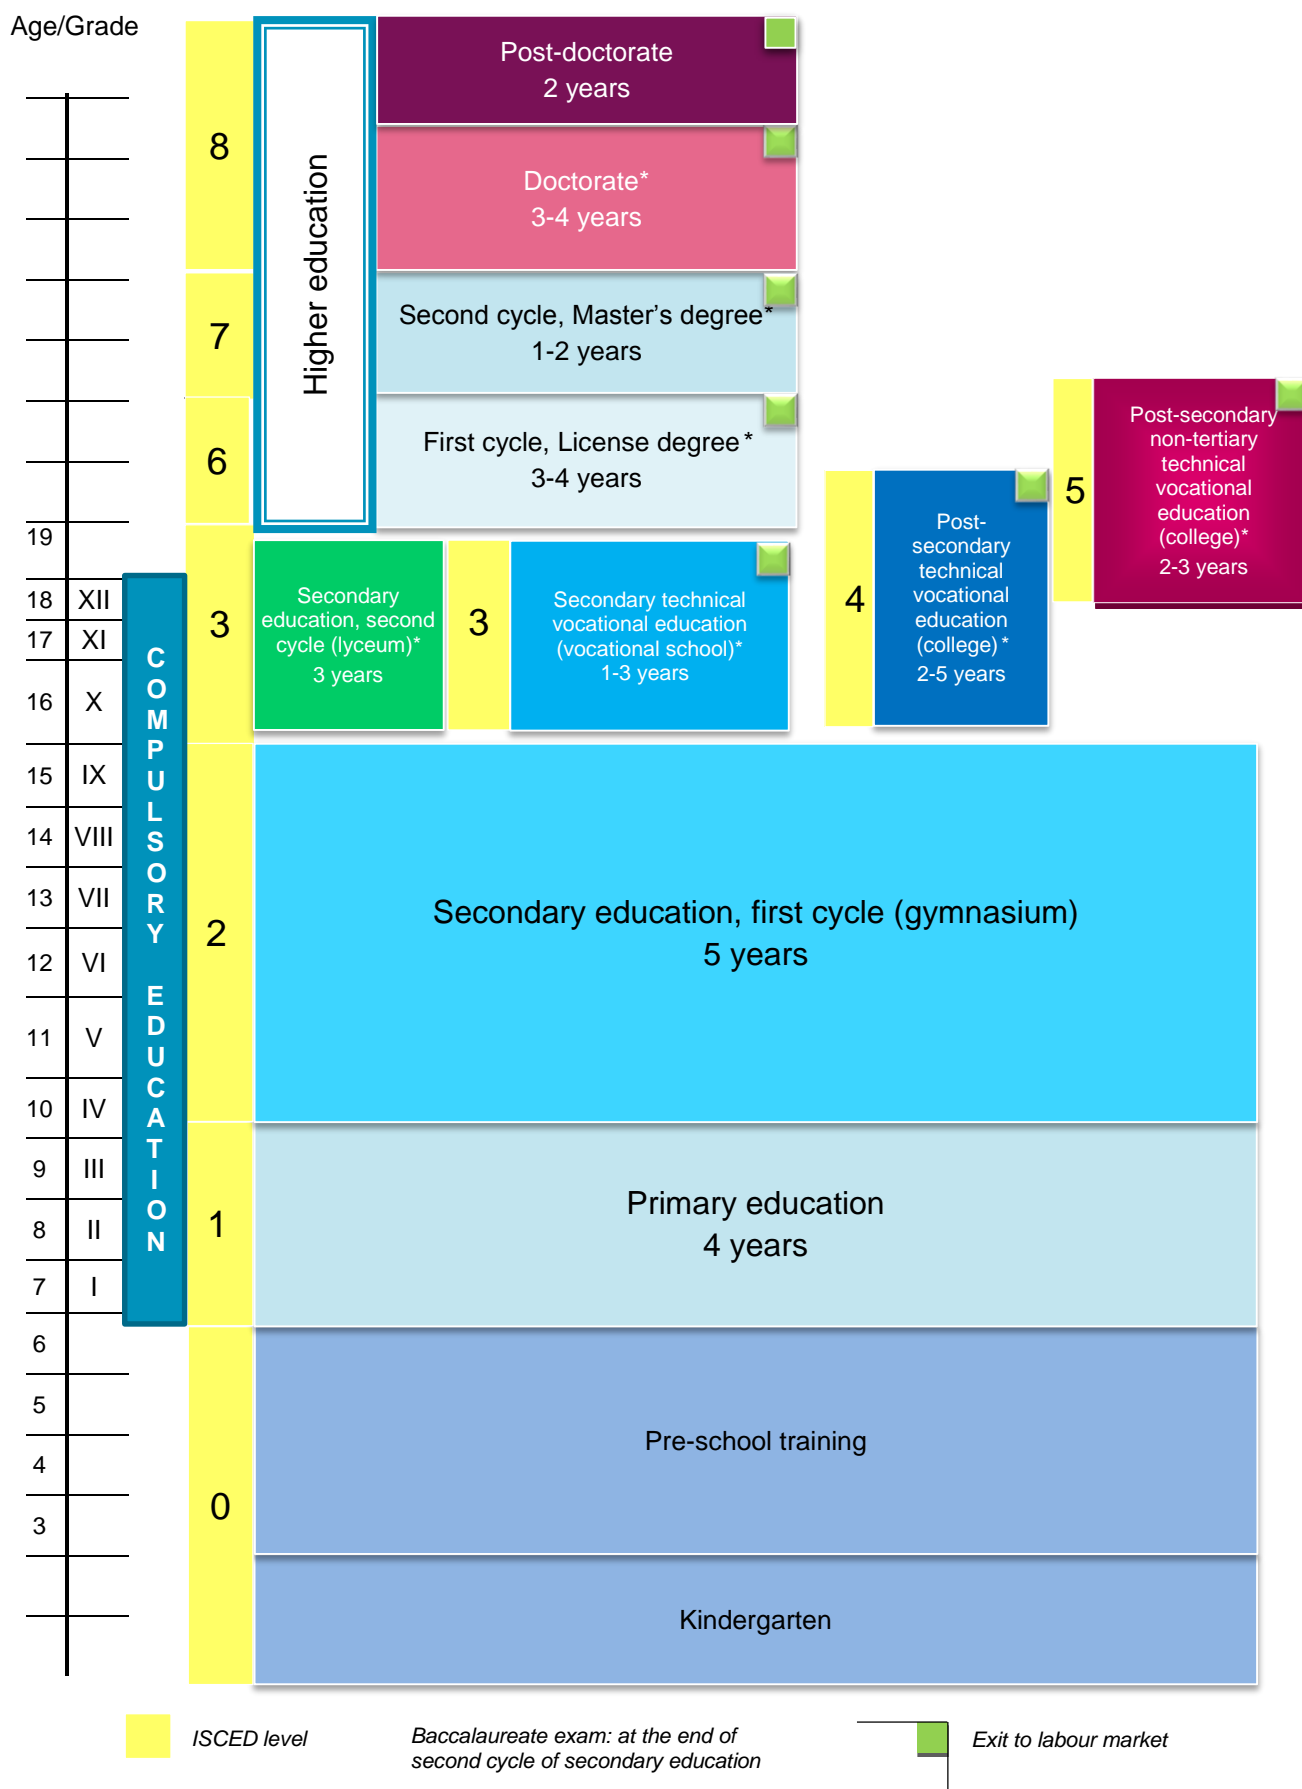 Age/Grade
8
Higher education
Post-doctorate
2 years
Doctorate*
3-4 years
7
Second cycle, Master's degree*
1-2 years
6
First cycle, License degree*
3-4 years
5
Post-secondary
non-tertiary
technical
vocational
education
(college)*
2-3 years
4
Post-
secondary
technical
vocational
education
(college)*
2-5 years
3
Secondary
education, second
cycle (lyceum)*
3 years
3
Secondary technical
vocational education
(vocational school)*
1-3 years
19
18 XII
17 XI
16 X
15 IX
14 VIII
13 VII
12 VI
11 V
10 IV
9 III
8 II
7 I
6
5
4
3
COMPULSORY EDUCATION
2
Secondary education, first cycle (gymnasium)
5 years
1
Primary education
4 years
0
Pre-school training
Kindergarten
ISCED level
Baccalaureate exam: at the end of
second cycle of secondary education
Exit to labour market